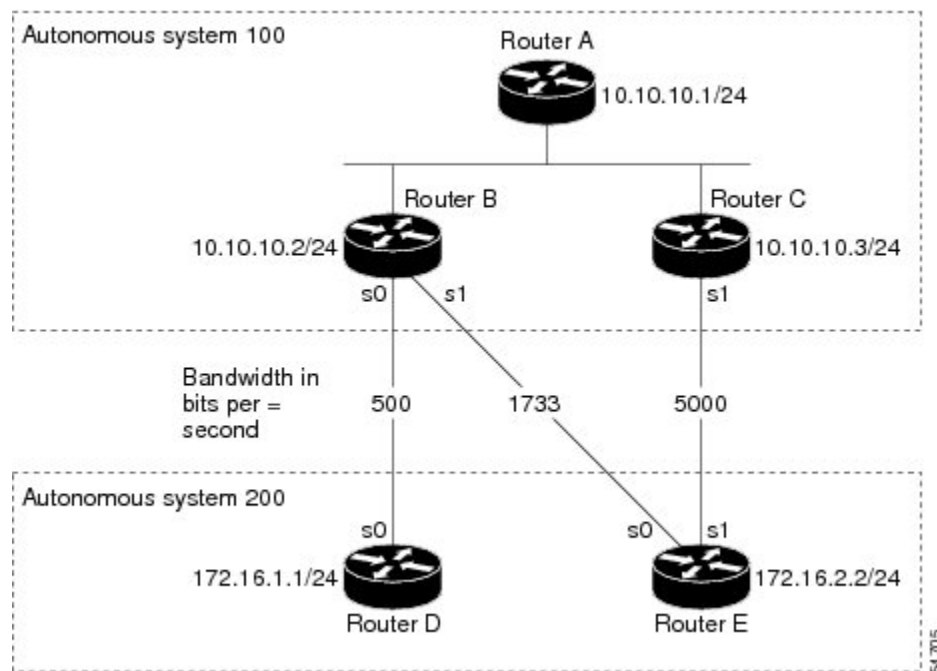 Autonomous system 100
Router A
10.10.10.1/24
Router B
Router C
10.10.10.2/24
10.10.10.3/24
s0
s1
s1
Bandwidth in
bits per =
second
500
1733
5000
Autonomous system 200
s0
s0
s1
172.16.1.1/24
172.16.2.2/24
Router D
Router E